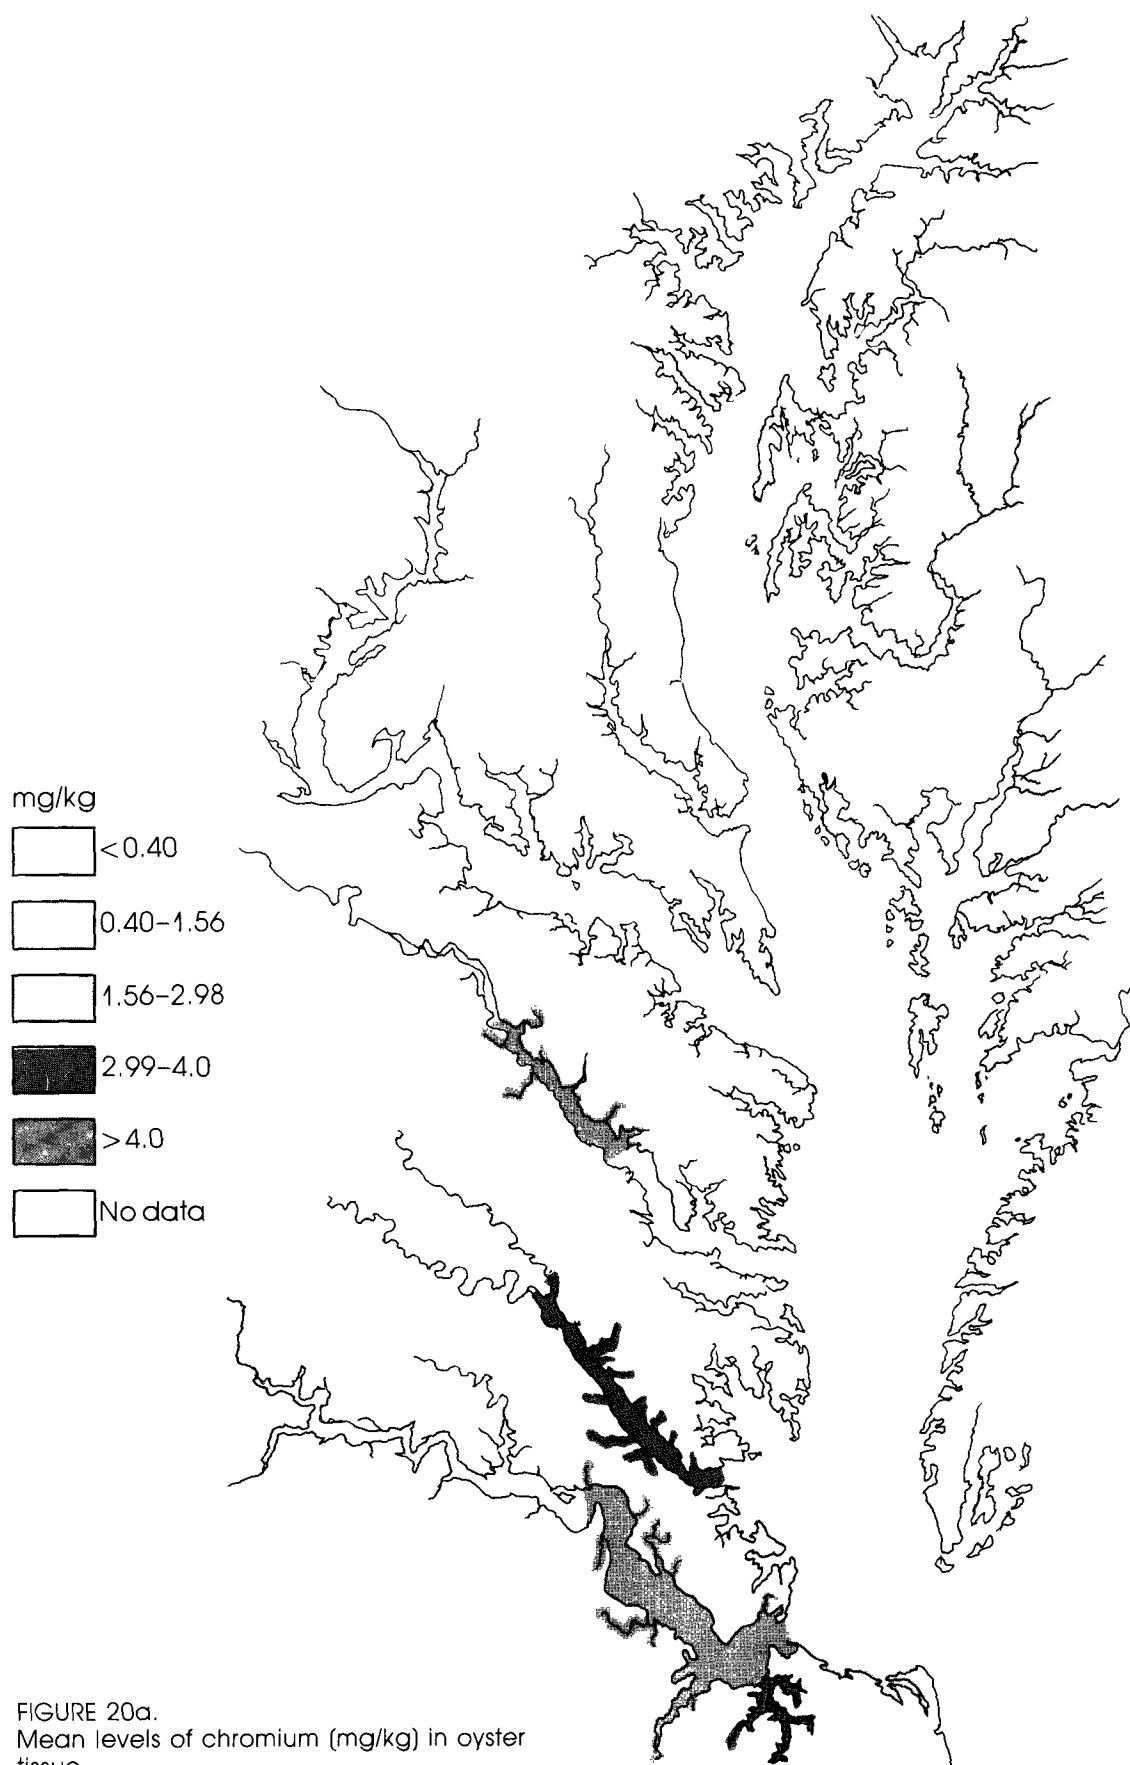 mg/kg
<0.40
0.40-1.56
1.56-2.98
2.99-4.0
>4.0
No data
FIGURE 20a.
Mean levels of chromium (mg/kg) in oyster
tissue